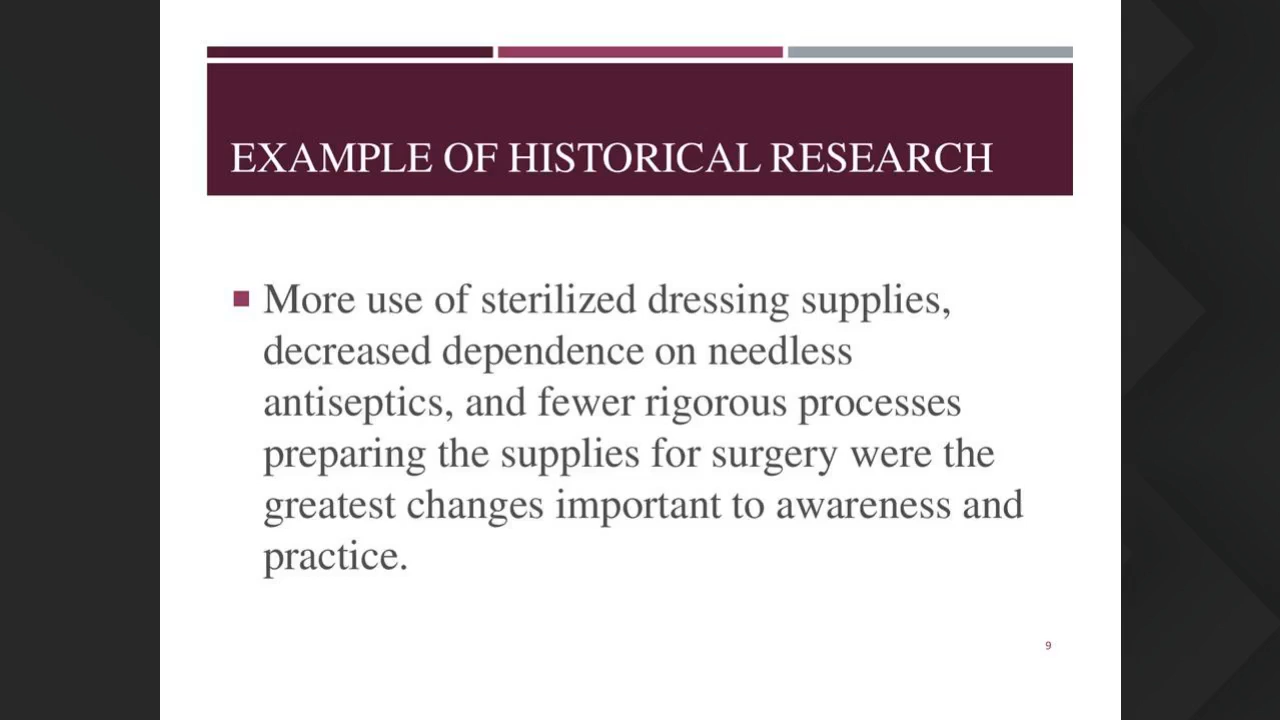 EXAMPLE OF HISTORICAL RESEARCH
More use of sterilized dressing supplies,
decreased dependence on needless
antiseptics, and fewer rigorous processes
preparing the supplies for surgery were the
greatest changes important to awareness and
practice.
9